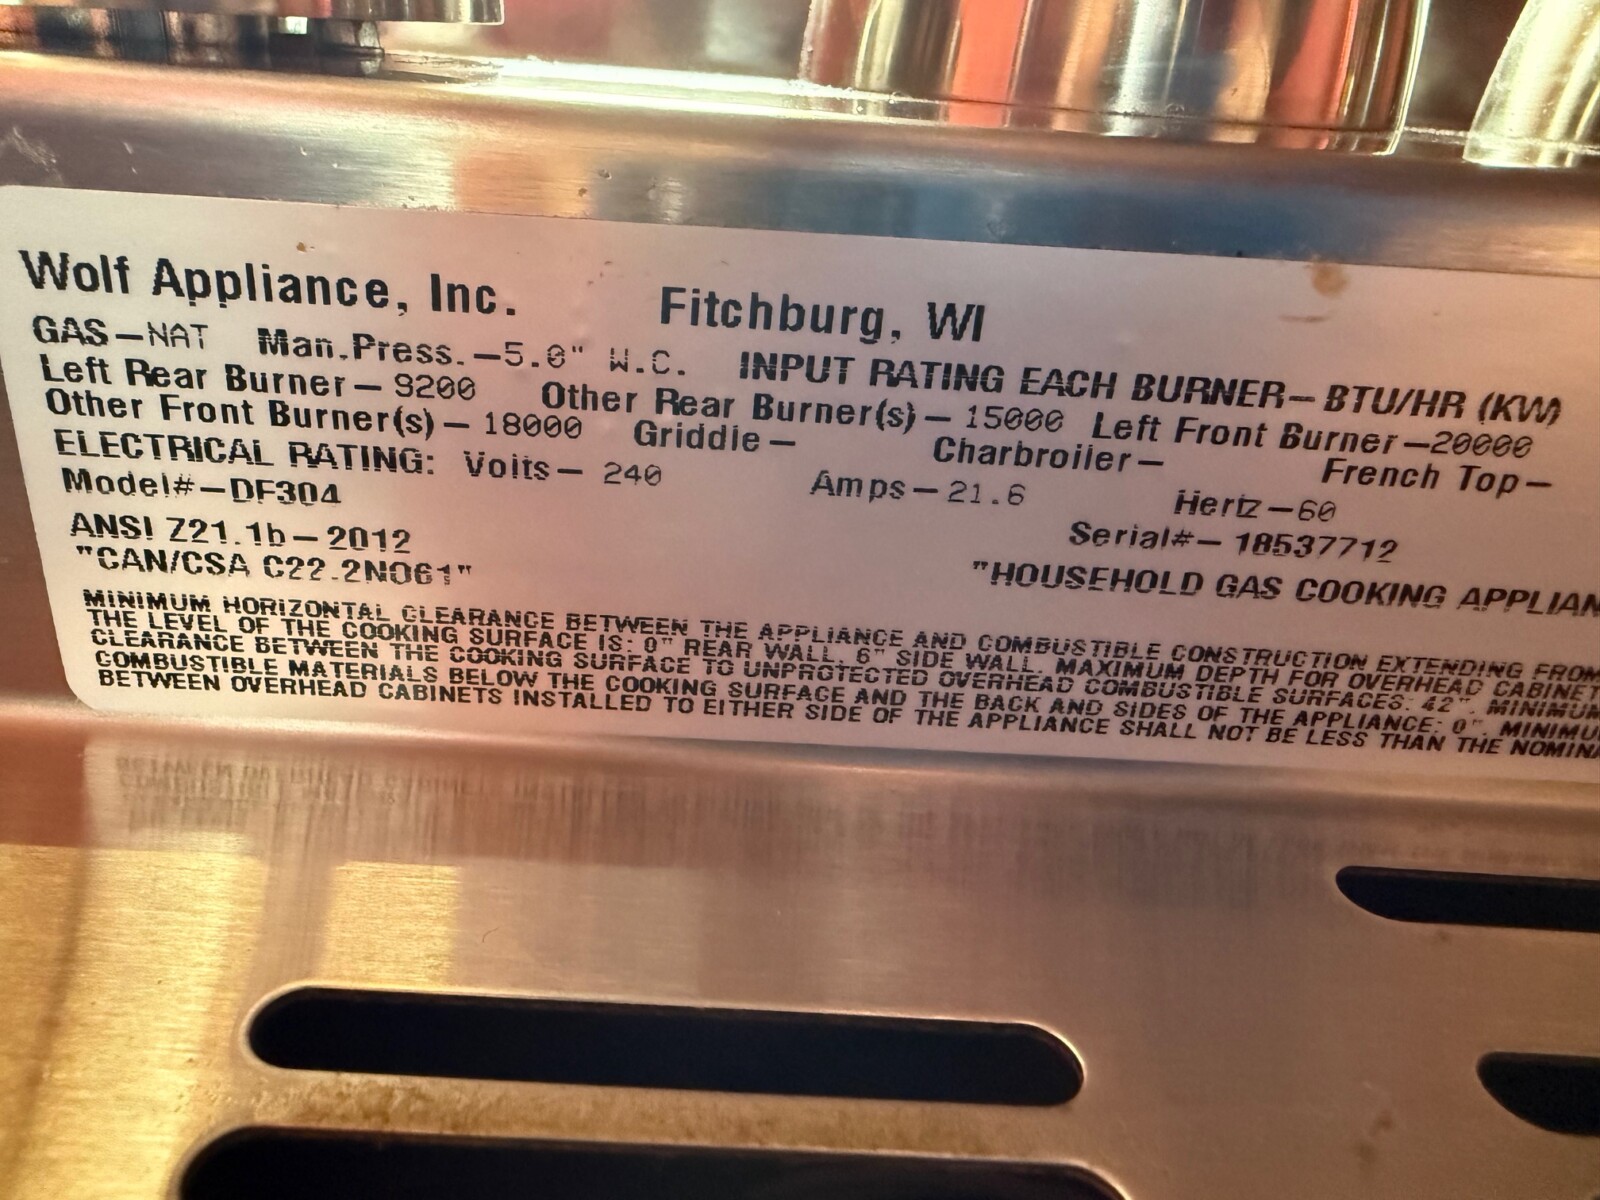 Wolf Appliance, Inc. Fitchburg, WI
GAS—NAT Man.Press.—5.0" W.C. INPUT RATING EACH BURNER—BTU/HR (KW)
Left Rear Burner—9200 Other Rear Burner(s)—15000 Left Front Burner—20000
Other Front Burner(s)—18000 Griddle— Charbroiler— French Top—
ELECTRICAL RATING: Volts—240 Amps—21.6 Hertz—60
Model#—DF304 Serial#—18537712
ANSI Z21.1b—2012 "HOUSEHOLD GAS COOKING APPLIAN
"CAN/CSA C22.2NO61"
MINIMUM HORIZONTAL CLEARANCE BETWEEN THE APPLIANCE AND COMBUSTIBLE CONSTRUCTION EXTENDING FROM
THE LEVEL OF THE COOKING SURFACE IS: 0" REAR WALL, 6" SIDE WALL. MAXIMUM DEPTH FOR OVERHEAD CABINET
CLEARANCE BETWEEN THE COOKING SURFACE TO UNPROTECTED OVERHEAD COMBUSTIBLE SURFACES: 42". MINIMUM
COMBUSTIBLE MATERIALS BELOW THE COOKING SURFACE AND THE BACK AND SIDES OF THE APPLIANCE: 0". MINIMU
BETWEEN OVERHEAD CABINETS INSTALLED TO EITHER SIDE OF THE APPLIANCE SHALL NOT BE LESS THAN THE NOMINA